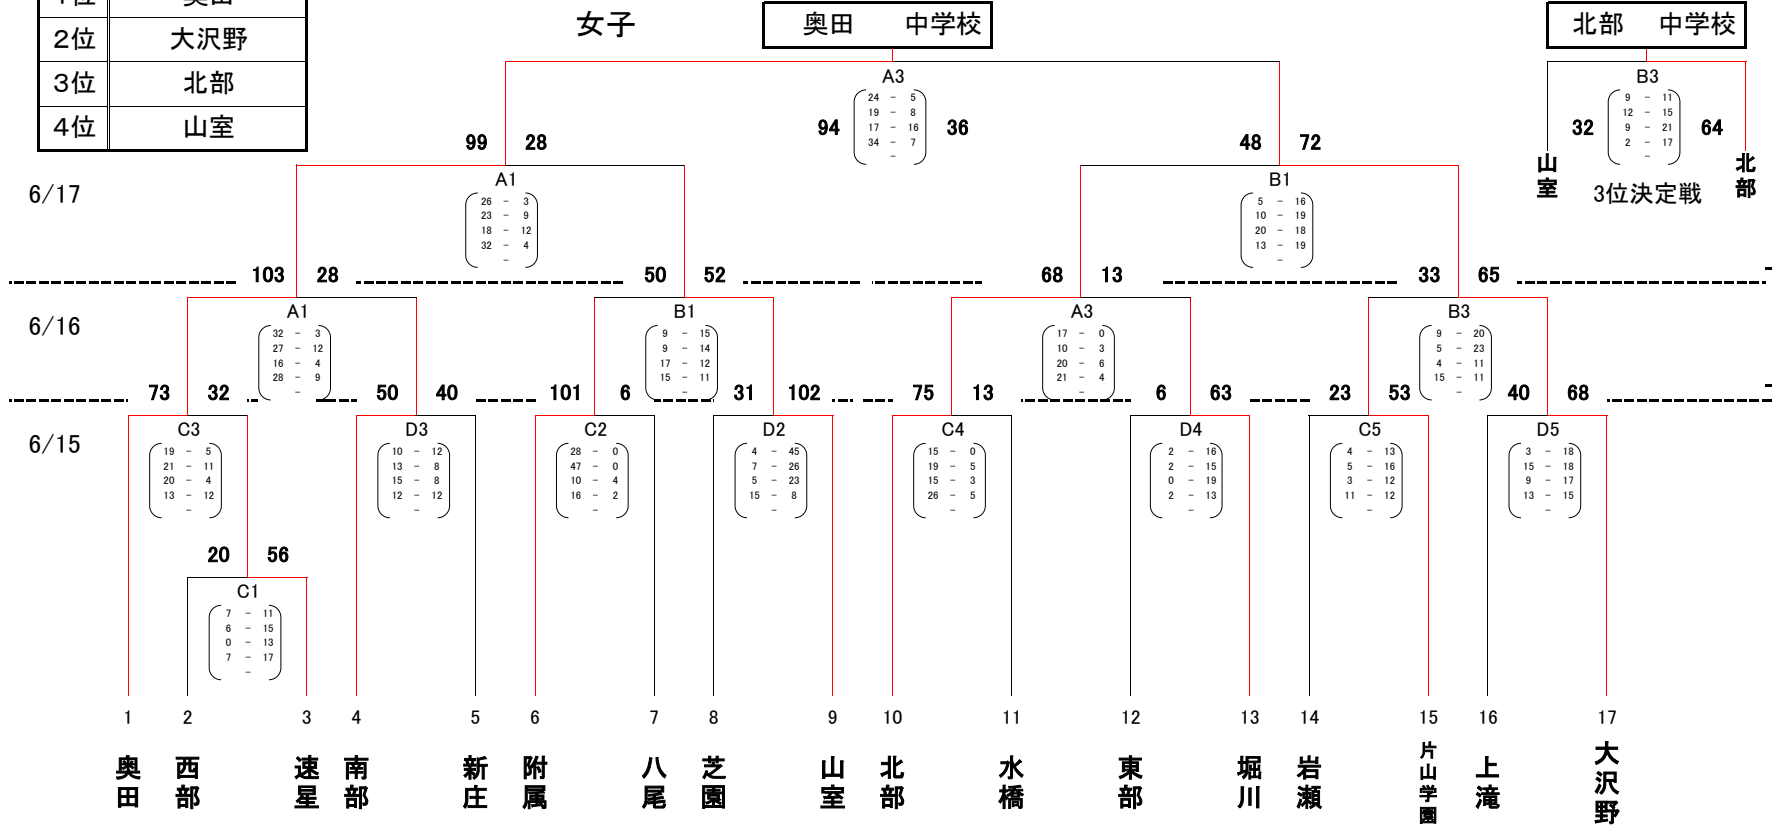 1位 奥田
女子
奥田 中学校
北部 中学校
2位 大沢野
3位 北部
4位 山室
A3
24 - 5
19 - 8
17 - 16
34 - 7
-
94 36
B3
9 - 11
12 - 15
9 - 21
2 - 17
-
32 64
山室
北部
3位決定戦
99 28
48 72
6/17
A1
26 - 3
23 - 9
18 - 12
32 - 4
-
B1
5 - 16
10 - 19
20 - 18
13 - 19
-
103 28
50 52
68 13
33 65
6/16
A1
32 - 3
27 - 12
16 - 4
28 - 9
-
B1
9 - 15
9 - 14
17 - 12
15 - 11
A3
17 - 0
10 - 3
20 - 6
21 - 4
-
B3
9 - 20
5 - 23
4 - 11
15 - 11
-
73 32
50 40
101 6
31 102
75 13
6 63
23 53
40 68
6/15
C3
19 - 5
21 - 11
20 - 4
13 - 12
-
D3
10 - 12
13 - 8
15 - 8
12 - 12
-
C2
28 - 0
47 - 0
10 - 4
16 - 2
-
D2
4 - 45
7 - 26
5 - 23
15 - 8
-
C4
15 - 0
19 - 5
15 - 3
26 - 5
-
D4
2 - 16
2 - 15
0 - 19
2 - 13
-
C5
4 - 13
5 - 16
3 - 12
11 - 12
-
D5
3 - 18
15 - 18
9 - 17
13 - 15
-
20 56
C1
7 - 11
6 - 15
0 - 13
7 - 17
-
1 2 3 4 5 6 7 8 9 10 11 12 13 14 15 16 17
奥田
西部
速星
南部
新庄
附属
八尾
芝園
山室
北部
水橋
東部
堀川
岩瀬
片山学園
上滝
大沢野